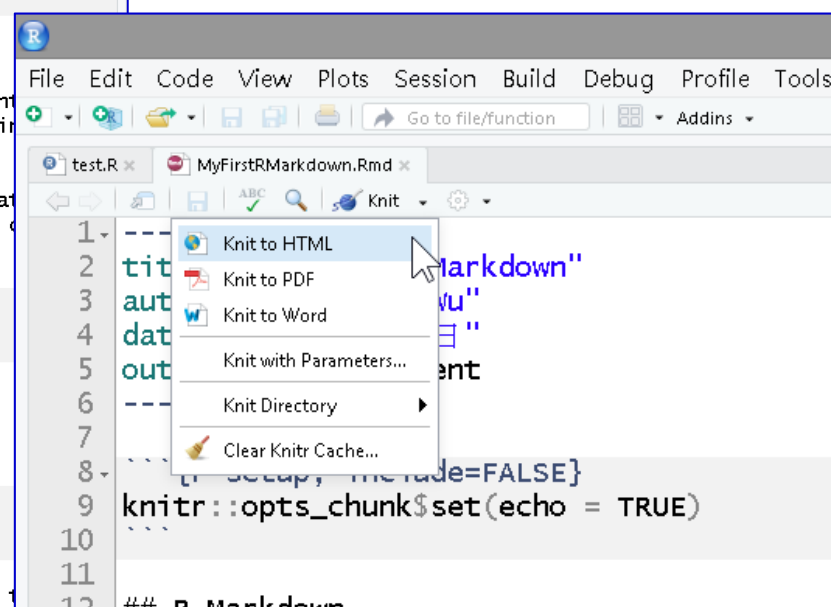 File Edit Code View Plots Session Build Debug Profile Tools
Go to file/function Addins
test.R MyFirstRMarkdown.Rmd
ABC Knit
1 ---
Knit to HTML
2 tit Markdown"
Knit to PDF
3 aut Wu"
Knit to Word
4 dat 日"
Knit with Parameters...
5 out ent
6 ---
Knit Directory
7
Clear Knitr Cache...
8 ```{r setup, include=FALSE}
9 knitr::opts_chunk$set(echo = TRUE)
10 ```
11
12 ## R Markdown